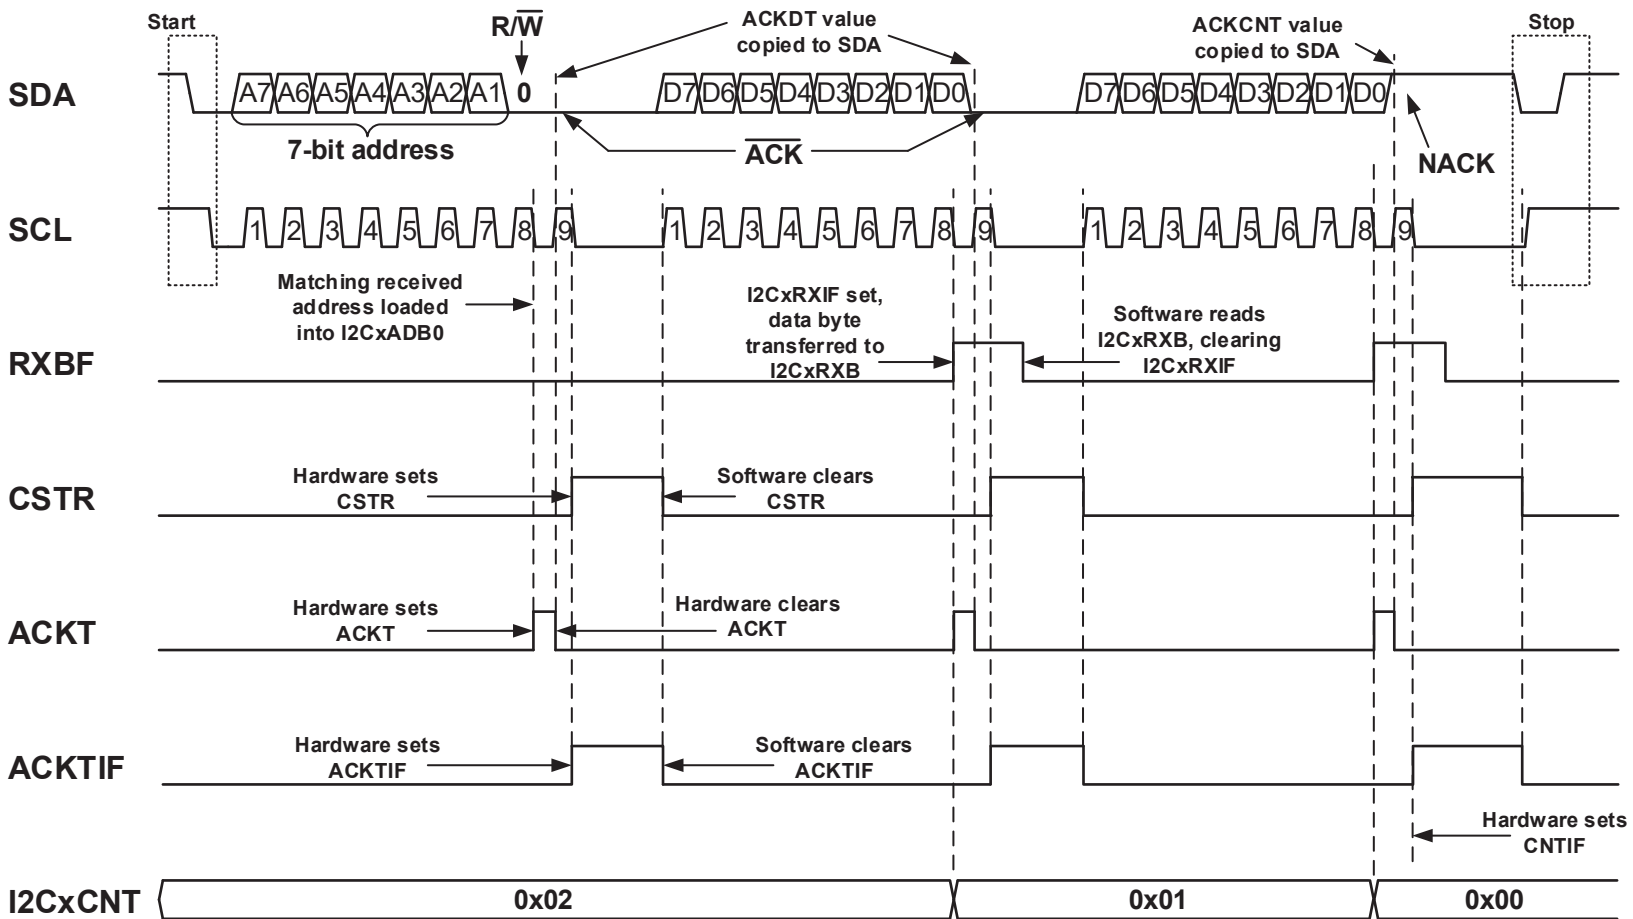 Start
R/W
ACKDT value
copied to SDA
ACKCNT value
copied to SDA
Stop
SDA
A7 A6 A5 A4 A3 A2 A1 0
D7 D6 D5 D4 D3 D2 D1 D0
D7 D6 D5 D4 D3 D2 D1 D0
7-bit address
ACK
NACK
SCL
1 2 3 4 5 6 7 8 9
1 2 3 4 5 6 7 8 9
1 2 3 4 5 6 7 8 9
Matching received
address loaded
into I2CxADB0
I2CxRXIF set,
data byte
transferred to
I2CxRXB
Software reads
I2CxRXB, clearing
I2CxRXIF
RXBF
Hardware sets
CSTR
Software clears
CSTR
CSTR
Hardware sets
ACKT
Hardware clears
ACKT
ACKT
Hardware sets
ACKTIF
Software clears
ACKTIF
ACKTIF
Hardware sets
CNTIF
I2CxCNT
0x02
0x01
0x00